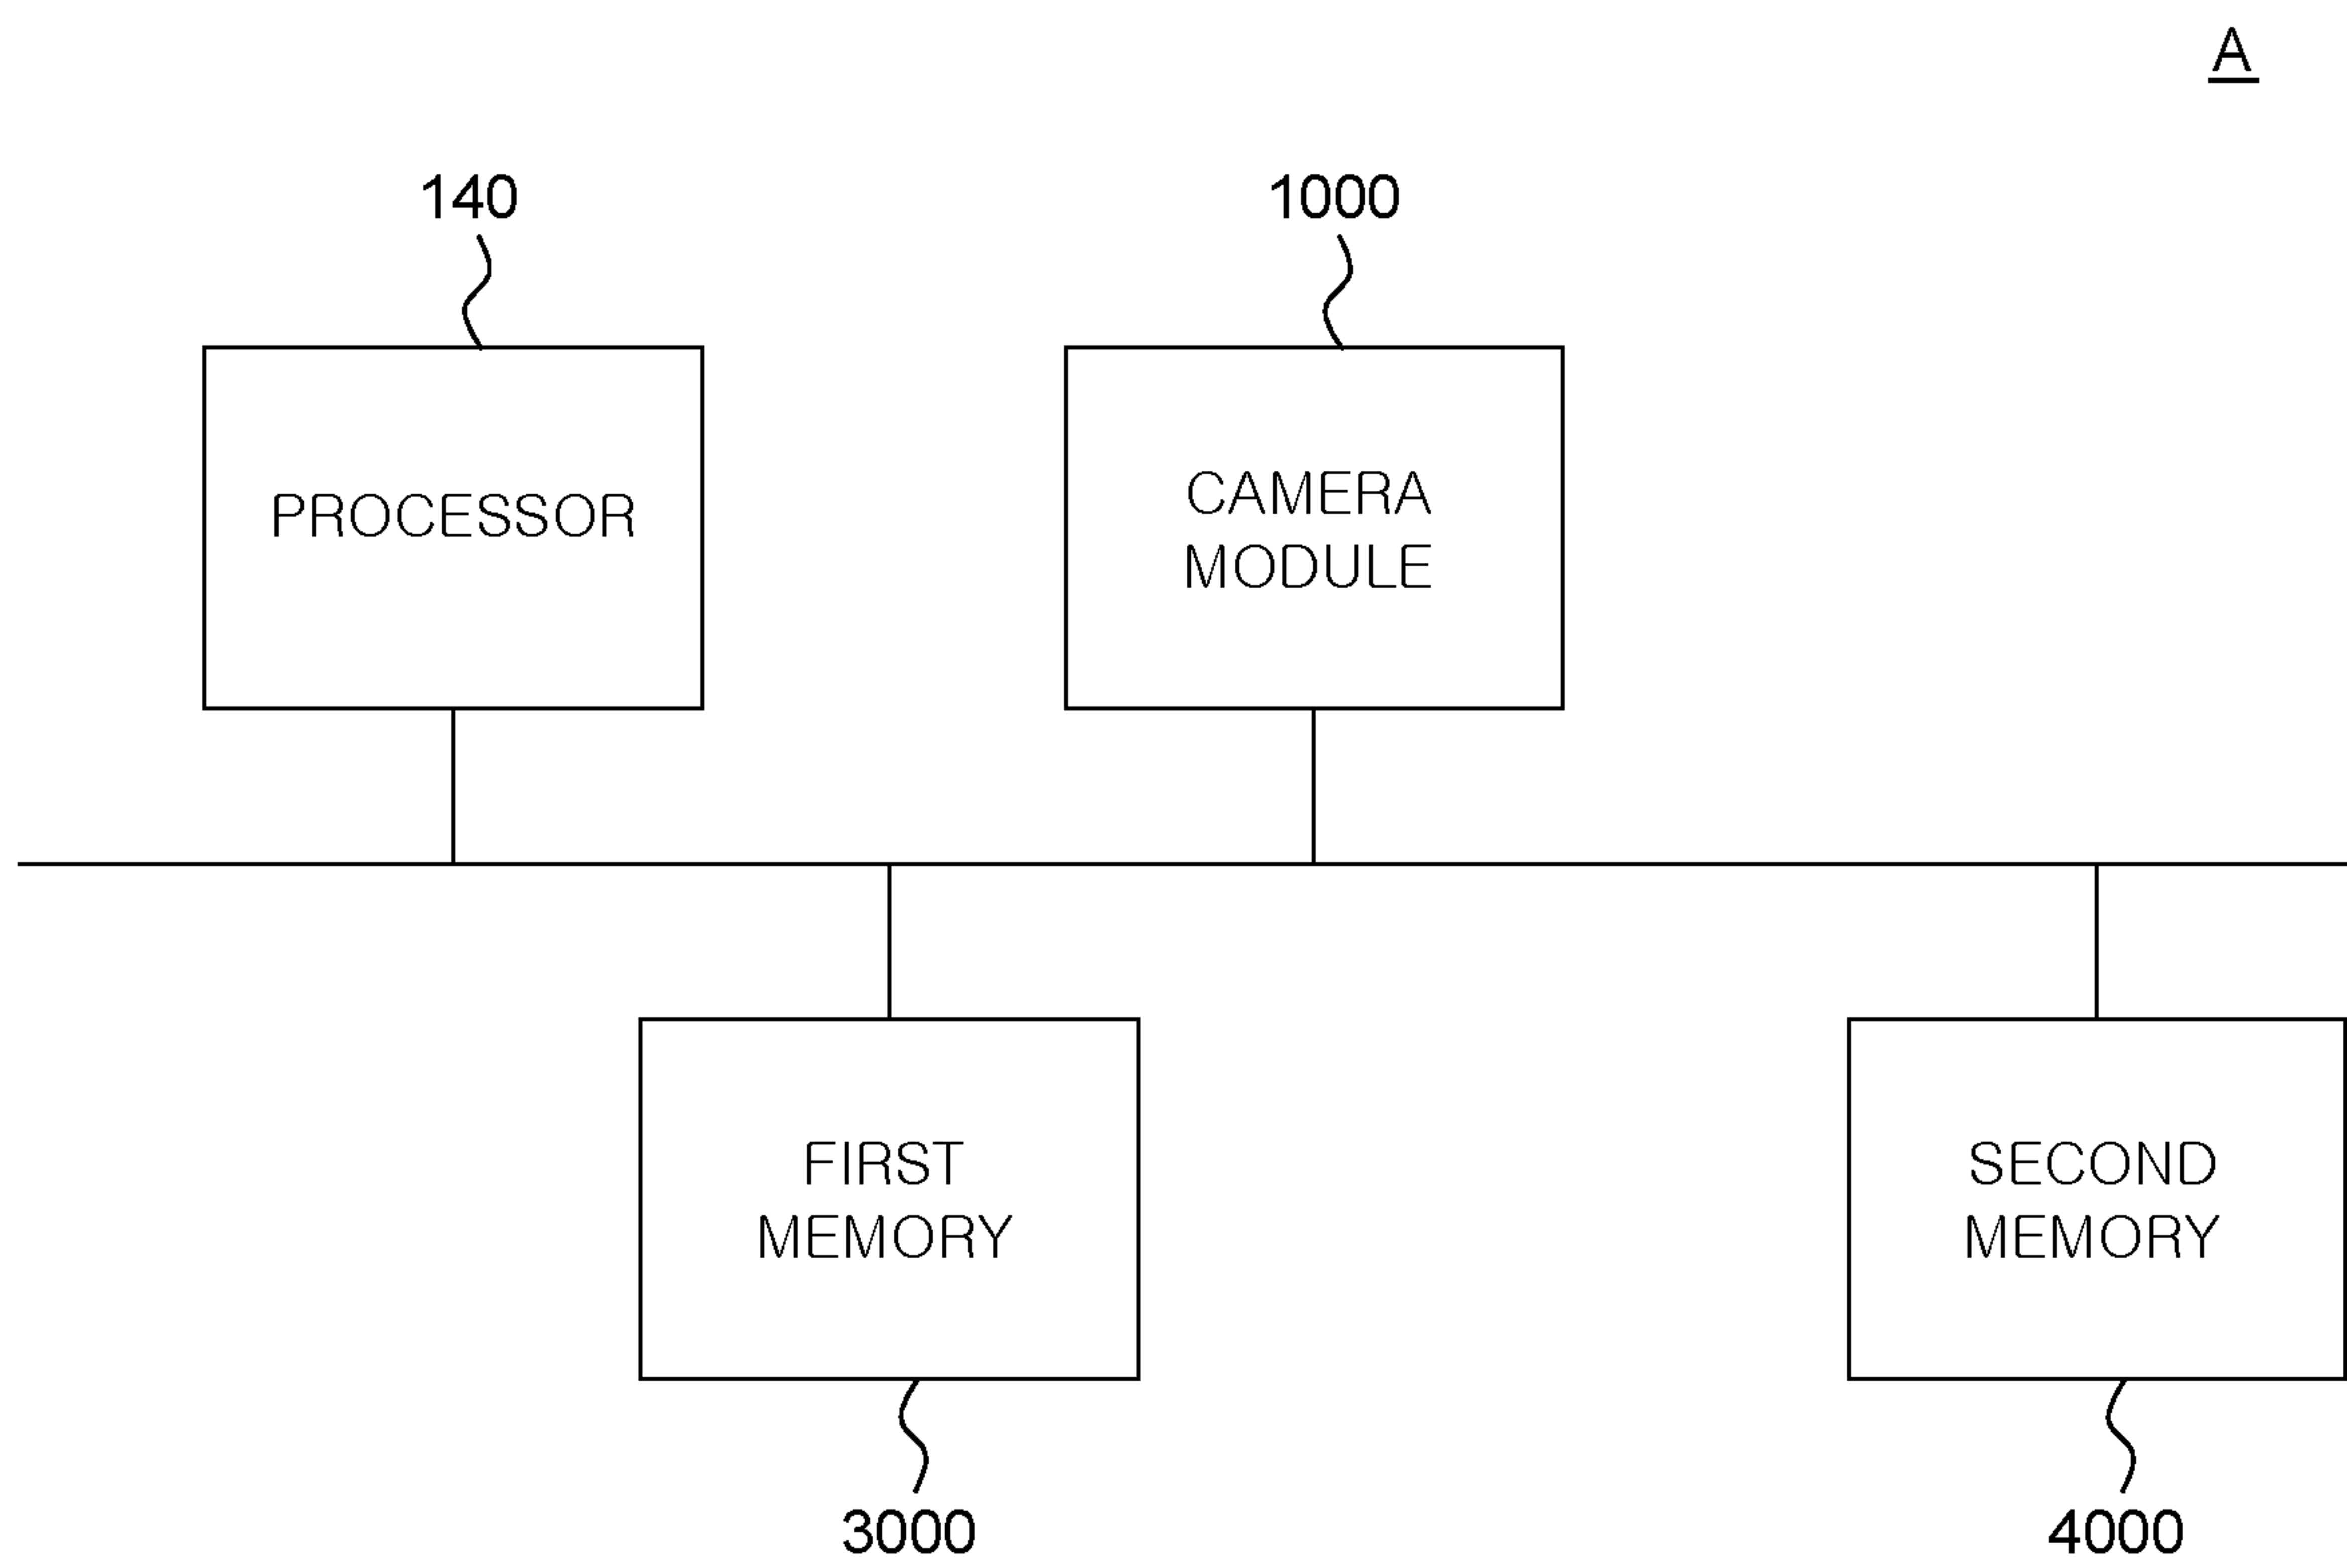 A
140
1000
PROCESSOR
CAMERA
MODULE
FIRST
MEMORY
SECOND
MEMORY
3000
4000